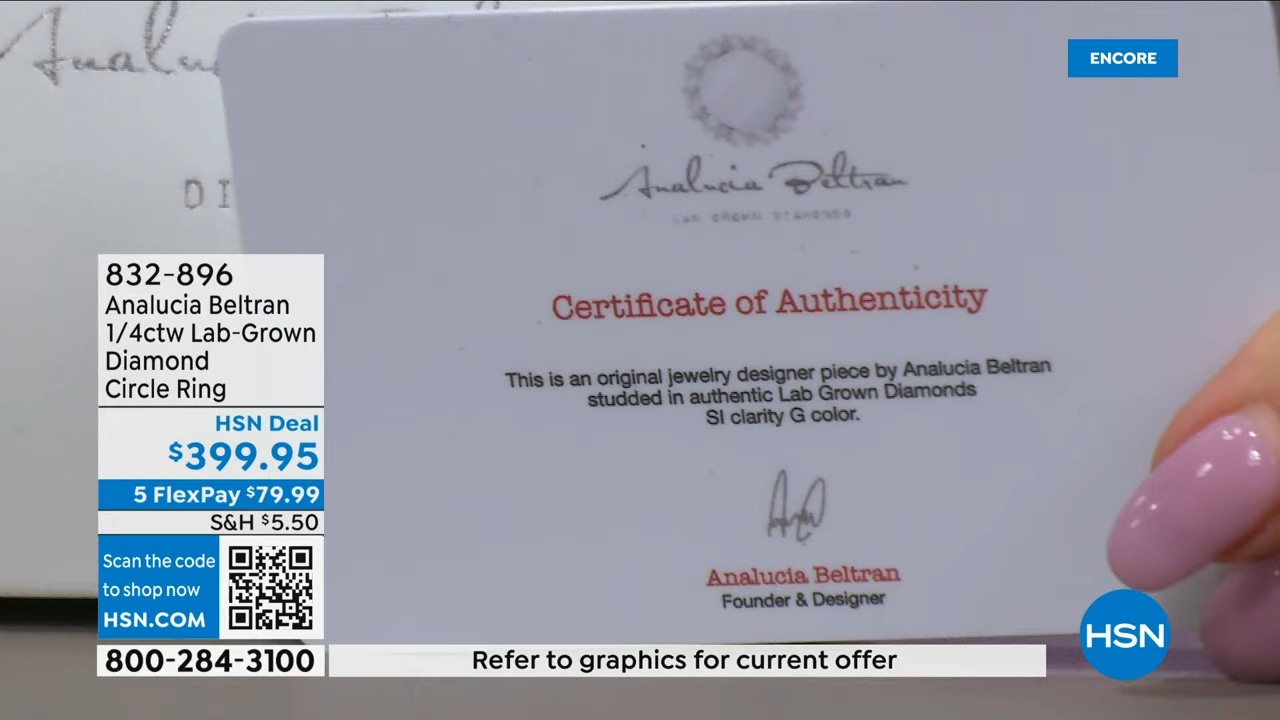 ENCORE
Analucia Beltran
LAB GROWN DIAMONDS
Certificate of Authenticity
This is an original jewelry designer piece by Analucia Beltran
studded in authentic Lab Grown Diamonds
SI clarity G color.
Analucia Beltran
Founder & Designer
832-896
Analucia Beltran
1/4ctw Lab-Grown
Diamond
Circle Ring
HSN Deal
$399.95
5 FlexPay $79.99
S&H $5.50
Scan the code
to shop now
HSN.COM
800-284-3100
Refer to graphics for current offer
HSN